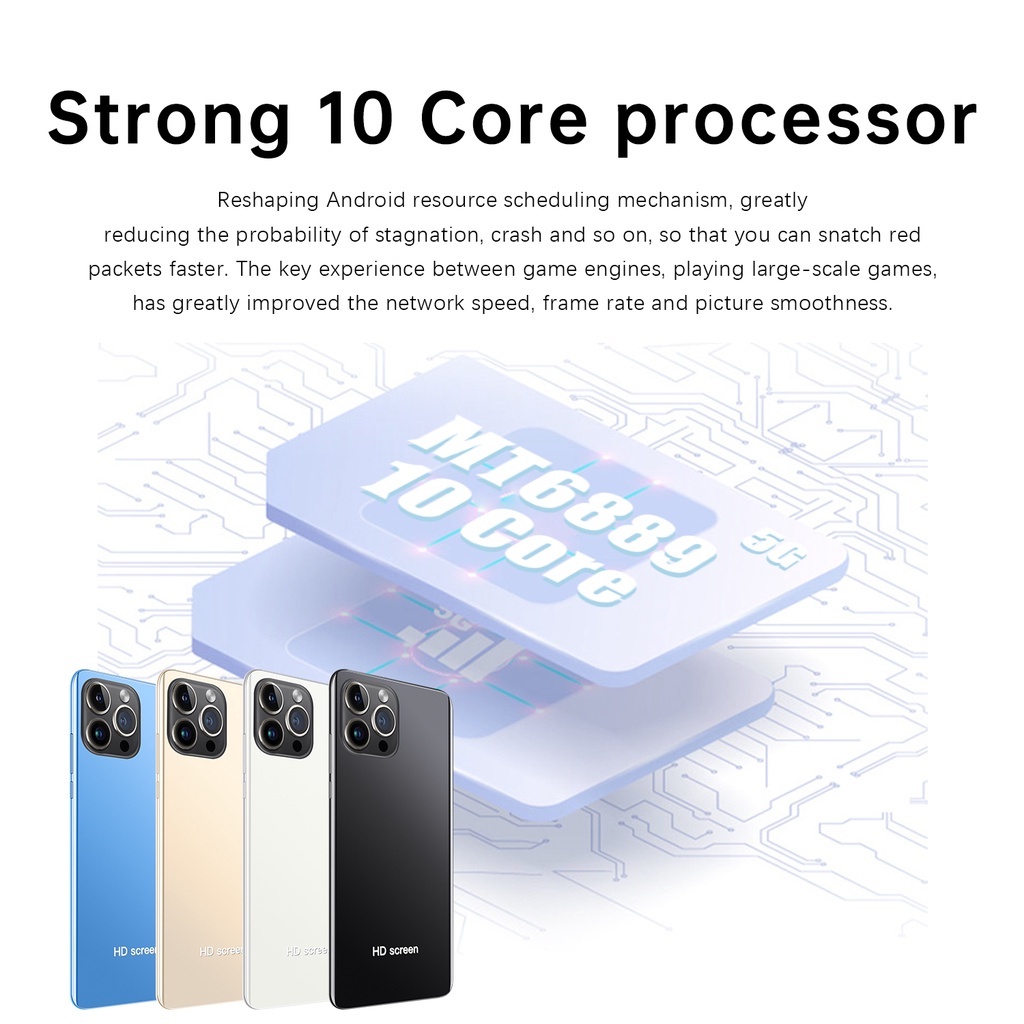 Strong 10 Core processor
Reshaping Android resource scheduling mechanism, greatly
reducing the probability of stagnation, crash and so on, so that you can snatch red
packets faster. The key experience between game engines, playing large-scale games,
has greatly improved the network speed, frame rate and picture smoothness.
MT6889
10 Core
5G
5G
HD screen
HD screen
HD scree
HD screen